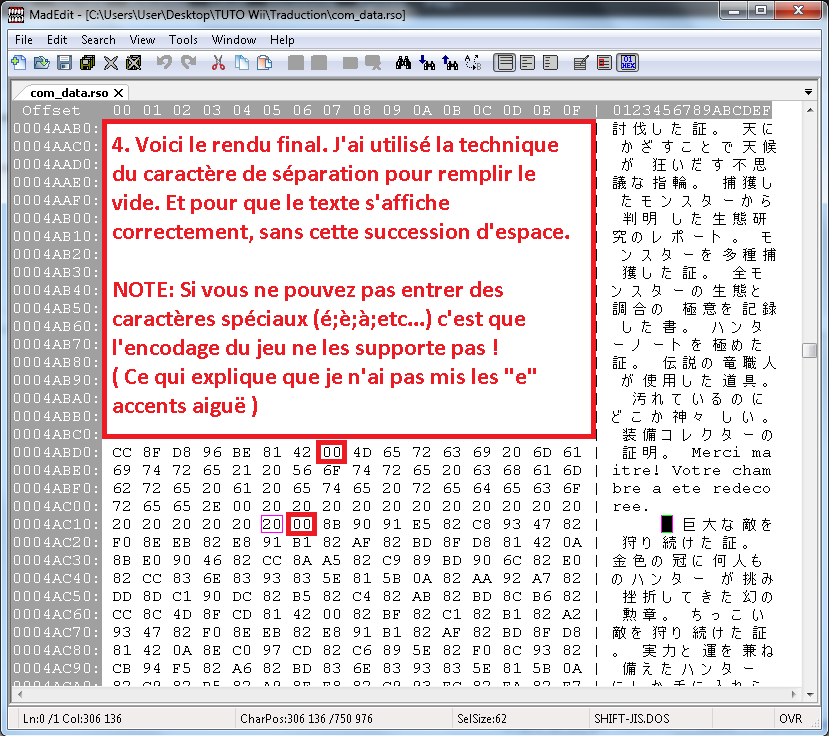 MadEdit - [C:\Users\User\Desktop\TUTO Wii\Traduction\com_data.rso]
File Edit Search View Tools Window Help
com_data.rso
Offset 00 01 02 03 04 05 06 07 08 09 0A 0B 0C 0D 0E 0F | 0123456789ABCDEF
4. Voici le rendu final. J'ai utilisé la technique
du caractère de séparation pour remplir le
vide. Et pour que le texte s'affiche
correctement, sans cette succession d'espace.
NOTE: Si vous ne pouvez pas entrer des
caractères spéciaux (é;è;à;etc...) c'est que
l'encodage du jeu ne les supporte pas !
( Ce qui explique que je n'ai pas mis les "e"
accents aiguë )
0004AAB0: 討伐した証。 天に
0004AAC0: かざすことで天候
0004AAD0: が 狂いだす不思
0004AAE0: 議な指輪。 捕獲し
0004AAF0: たモンスターから
0004AB00: 判明 した生態研
0004AB10: 究のレポート。 モ
0004AB20: ンスターを多種捕
0004AB30: 獲した証。 全モ
0004AB40: ンスターの生態と
0004AB50: 調合の 極意を記録
0004AB60: した書。 ハンタ
0004AB70: ーノートを極めた
0004AB80: 証。 伝説の竜職人
0004AB90: が使用した道具。
0004ABA0: 汚れているのに
0004ABB0: どこか神々 しい。
0004ABC0: 装備コレクターの
0004ABD0: CC 8F D8 96 BE 81 42 00 4D 65 72 63 69 20 6D 61 | 証明。 Merci ma
0004ABE0: 69 74 72 65 21 20 56 6F 74 72 65 20 63 68 61 6D | itre! Votre cham
0004ABF0: 62 72 65 20 61 20 65 74 65 20 72 65 64 65 63 6F | bre a ete redeco
0004AC00: 72 65 65 2E 00 20 20 20 20 20 20 20 20 20 20 20 | ree.
0004AC10: 20 20 20 20 20 20 00 8B 90 91 E5 82 C8 93 47 82 | 巨大な敵を
0004AC20: F0 8E EB 82 E8 91 B1 82 AF 82 BD 8F D8 81 42 0A | 狩り続けた証。
0004AC30: 8B E0 90 46 82 CC 8A A5 82 C9 89 BD 90 6C 82 E0 | 金色の冠に何人も
0004AC40: 82 CC 83 6E 83 93 83 5E 81 5B 0A 82 AA 92 A7 82 | のハンター が挑み
0004AC50: DD 8D C1 90 DC 82 B5 82 C4 82 AB 82 BD 8C B6 82 | 挫折してきた幻の
0004AC60: CC 8C 4D 8F CD 81 42 00 82 BF 82 C1 82 B1 82 A2 | 勲章。 ちっこい
0004AC70: 93 47 82 F0 8E EB 82 E8 91 B1 82 AF 82 BD 8F D8 | 敵を狩り続けた証
0004AC80: 81 42 0A 8E C0 97 CD 82 C6 89 5E 82 F0 8C 93 82 | 。 実力と運を兼ね
0004AC90: CB 94 F5 82 A6 82 BD 83 6E 83 93 83 5E 81 5B 0A | 備えたハンター
Ln:0 /1 Col:306 136 CharPos:306 136 /750 976 SelSize:62 SHIFT-JIS.DOS OVR